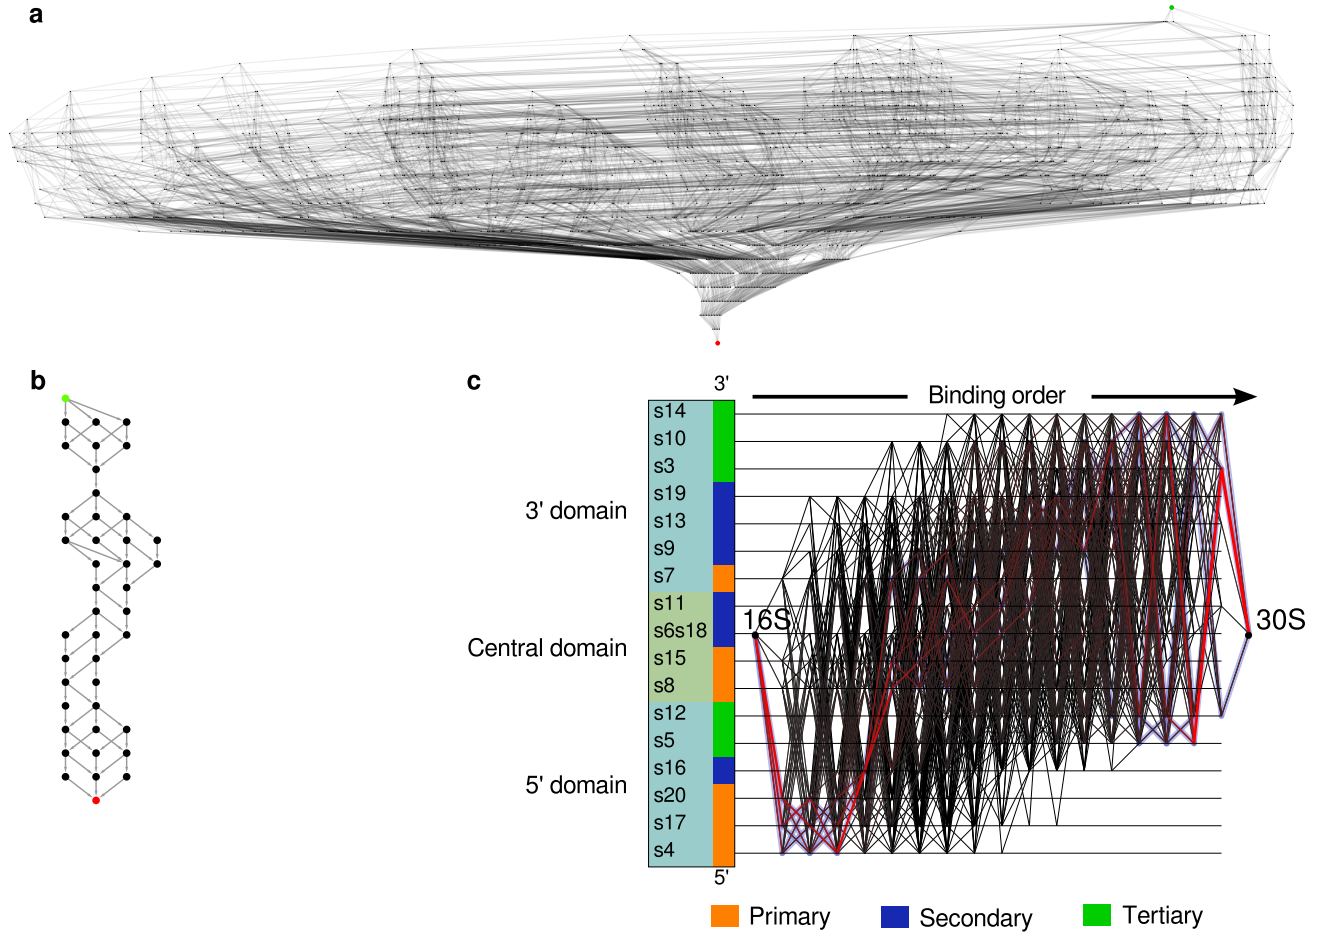 a
b
c
3'
Binding order
s14
s10
s3
s19
3' domain
s13
s9
s7
s11
16S
30S
s6s18
Central domain
s15
s8
s12
s5
s16
5' domain
s20
s17
s4
5'
Primary
Secondary
Tertiary